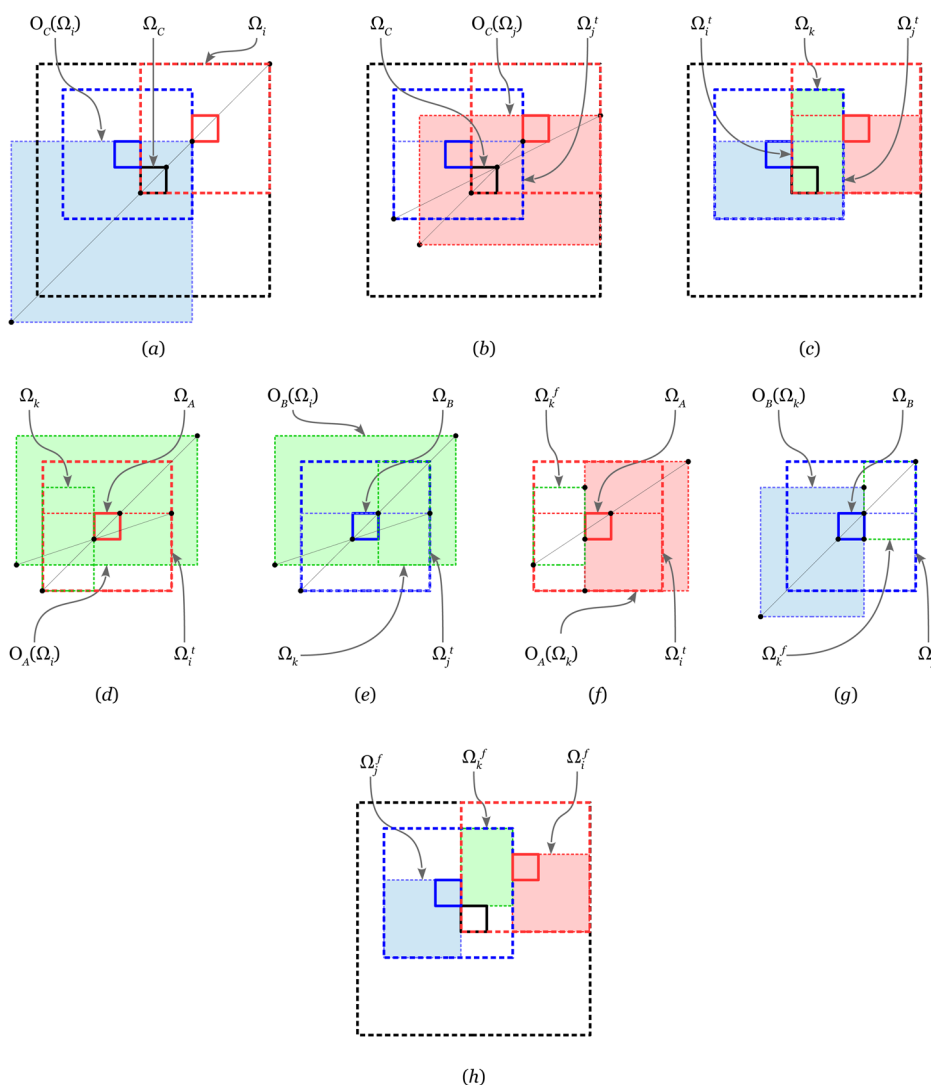 O_C(Ω_i) Ω_C Ω_i
Ω_C O_C(Ω_j) Ω_j^t
Ω_i^t Ω_k Ω_j^t
(a) (b) (c)
Ω_k Ω_A
O_B(Ω_i) Ω_B
Ω_k^f Ω_A
O_B(Ω_k) Ω_B
O_A(Ω_i) Ω_i^t
Ω_k Ω_j^t
O_A(Ω_k) Ω_i^t
Ω_k^f
(d) (e) (f) (g)
Ω_j^f Ω_k^f Ω_i^f
(h)